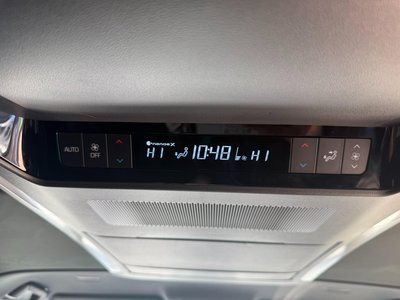 nanoe X
AUTO OFF HI 10:48 HI